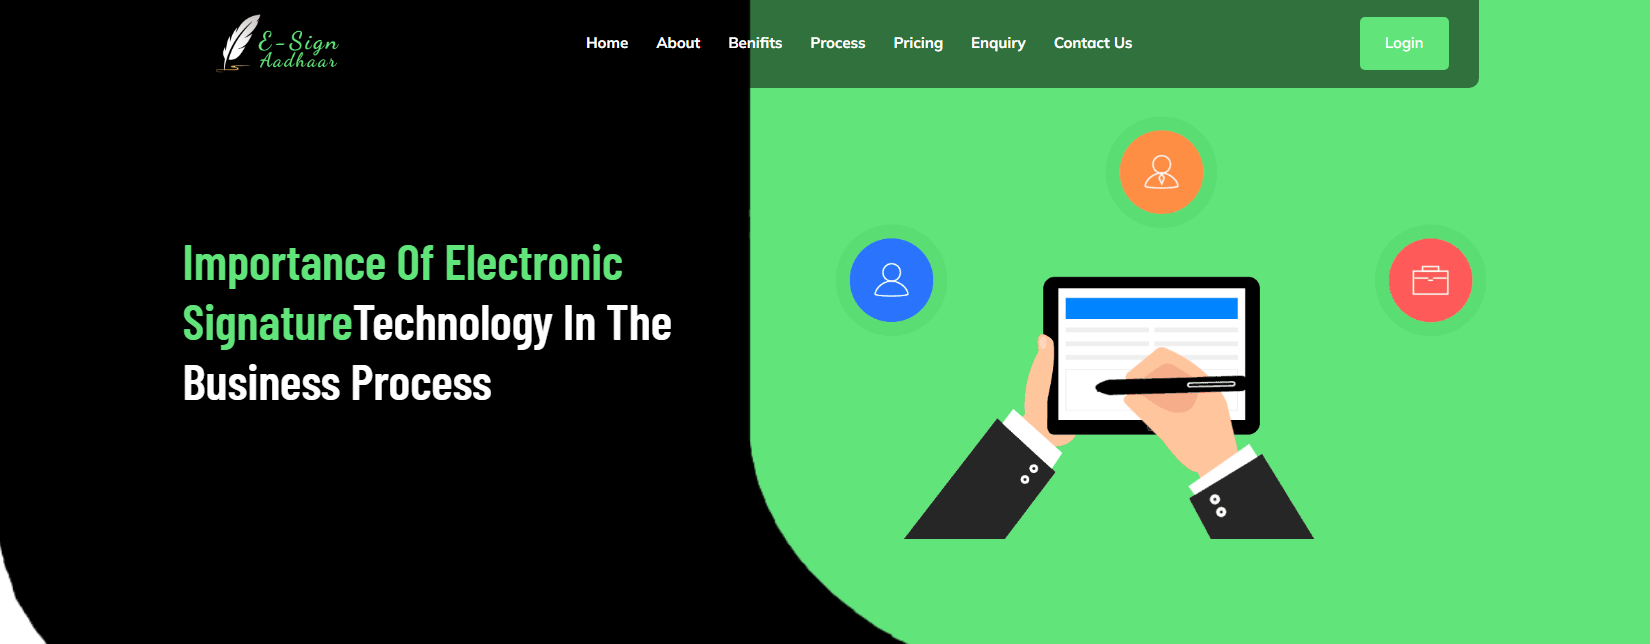 E-Sign
Aadhaar
Home About Benifits Process Pricing Enquiry Contact Us Login
Importance Of Electronic
SignatureTechnology In The
Business Process